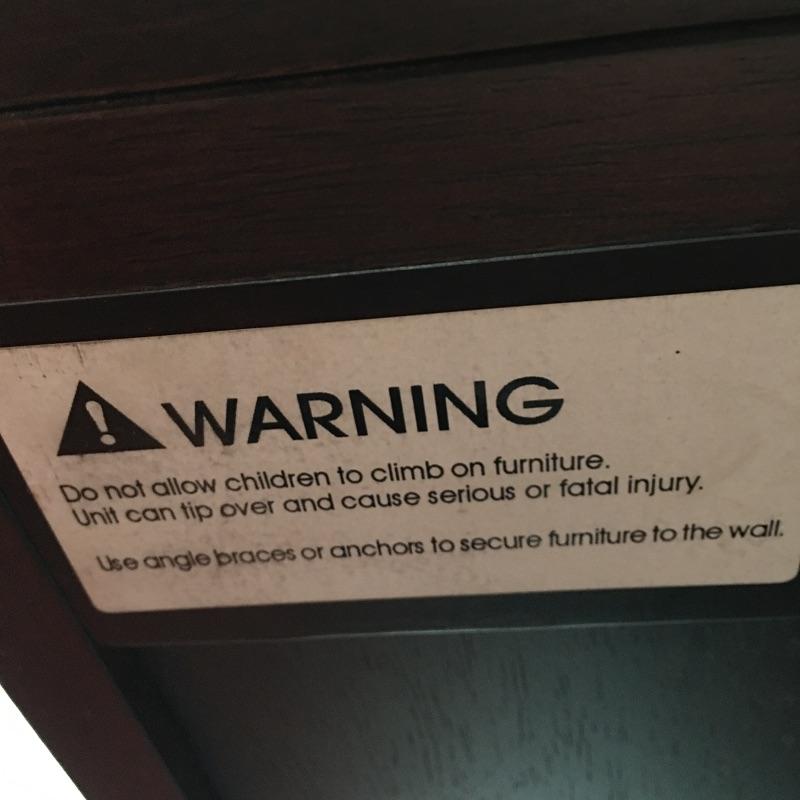 WARNING
Do not allow children to climb on furniture.
Unit can tip over and cause serious or fatal injury.
Use angle braces or anchors to secure furniture to the wall.